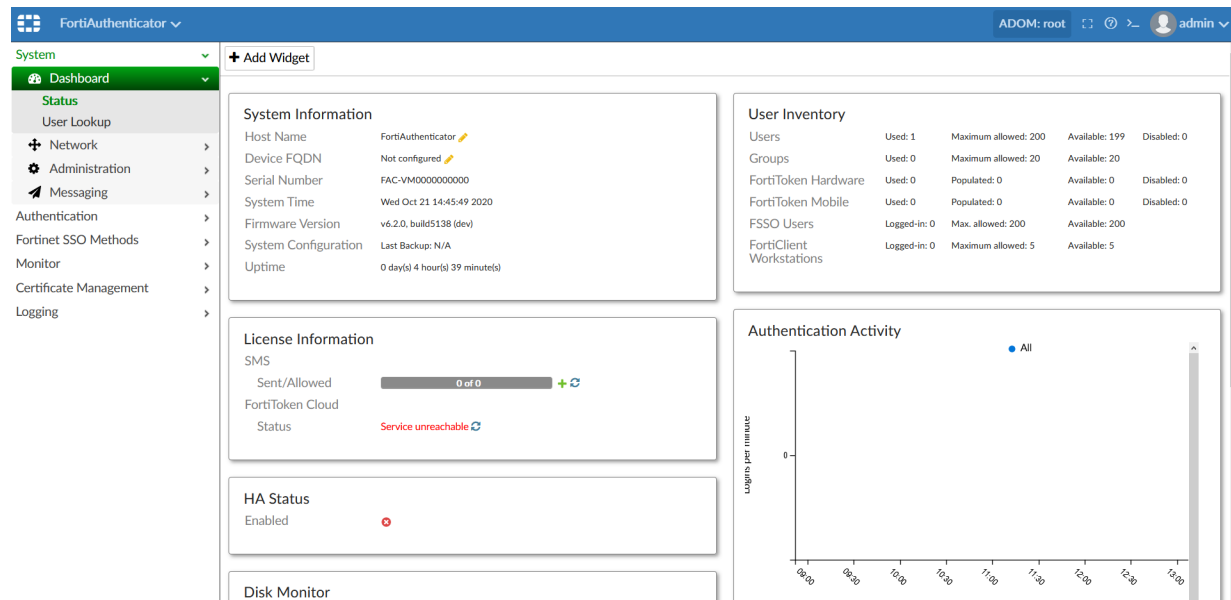 FortiAuthenticator
ADOM: root
admin
System
Dashboard
Status
User Lookup
Network
Administration
Messaging
Authentication
Fortinet SSO Methods
Monitor
Certificate Management
Logging
Add Widget
System Information
Host Name FortiAuthenticator
Device FQDN Not configured
Serial Number FAC-VM0000000000
System Time Wed Oct 21 14:45:49 2020
Firmware Version v6.2.0, build5138 (dev)
System Configuration Last Backup: N/A
Uptime 0 day(s) 4 hour(s) 39 minute(s)
License Information
SMS
Sent/Allowed 0 of 0
FortiToken Cloud
Status Service unreachable
HA Status
Enabled
Disk Monitor
User Inventory
Users Used: 1 Maximum allowed: 200 Available: 199 Disabled: 0
Groups Used: 0 Maximum allowed: 20 Available: 20
FortiToken Hardware Used: 0 Populated: 0 Available: 0 Disabled: 0
FortiToken Mobile Used: 0 Populated: 0 Available: 0 Disabled: 0
FSSO Users Logged-in: 0 Max. allowed: 200 Available: 200
FortiClient Logged-in: 0 Maximum allowed: 5 Available: 5
Workstations
Authentication Activity
All
Logins per minute
0
09:00 09:30 10:00 10:30 11:00 11:30 12:00 12:30 13:00